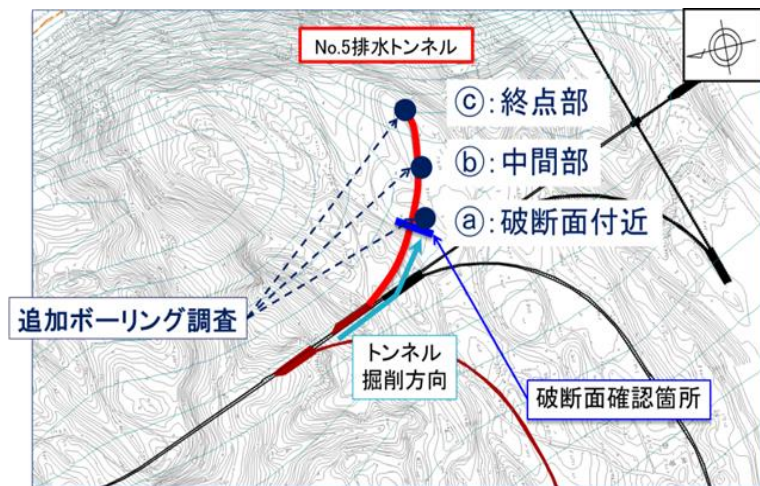 No.5排水トンネル
ⓒ:終点部
ⓑ:中間部
ⓐ:破断面付近
追加ボーリング調査
トンネル
掘削方向
破断面確認箇所